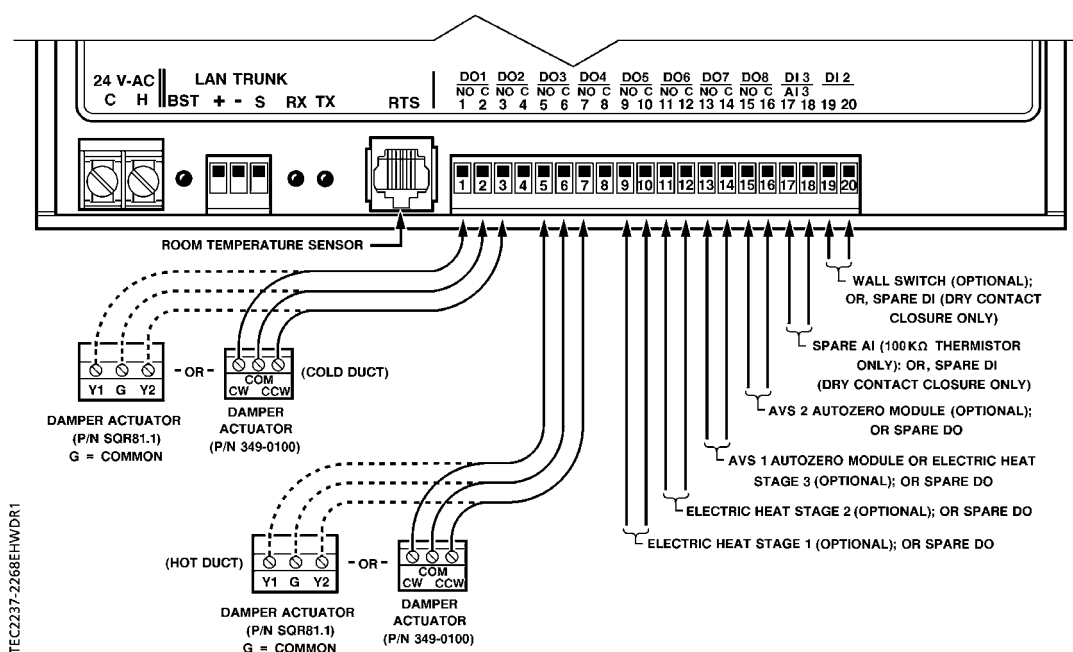 24 V-AC LAN TRUNK DO1 DO2 DO3 DO4 DO5 DO6 DO7 DO8 DI 3 DI 2
C H BST + - S RX TX RTS NO C NO C NO C NO C NO C NO C NO C NO C AI 3
1 2 3 4 5 6 7 8 9 10 11 12 13 14 15 16 17 18 19 20
1 2 3 4 5 6 7 8 9 10 11 12 13 14 15 16 17 18 19 20
ROOM TEMPERATURE SENSOR
WALL SWITCH (OPTIONAL);
OR, SPARE DI (DRY CONTACT
CLOSURE ONLY)
SPARE AI (100KΩ THERMISTOR
ONLY): OR, SPARE DI
(DRY CONTACT CLOSURE ONLY)
AVS 2 AUTOZERO MODULE (OPTIONAL);
OR SPARE DO
AVS 1 AUTOZERO MODULE OR ELECTRIC HEAT
STAGE 3 (OPTIONAL); OR SPARE DO
ELECTRIC HEAT STAGE 2 (OPTIONAL); OR SPARE DO
ELECTRIC HEAT STAGE 1 (OPTIONAL); OR SPARE DO
Y1 G Y2
- OR -
COM
CW CCW
(COLD DUCT)
DAMPER ACTUATOR
(P/N SQR81.1)
G = COMMON
DAMPER
ACTUATOR
(P/N 349-0100)
(HOT DUCT)
Y1 G Y2
- OR -
COM
CW CCW
DAMPER ACTUATOR
(P/N SQR81.1)
G = COMMON
DAMPER
ACTUATOR
(P/N 349-0100)
TEC2237-2268EHWDR1